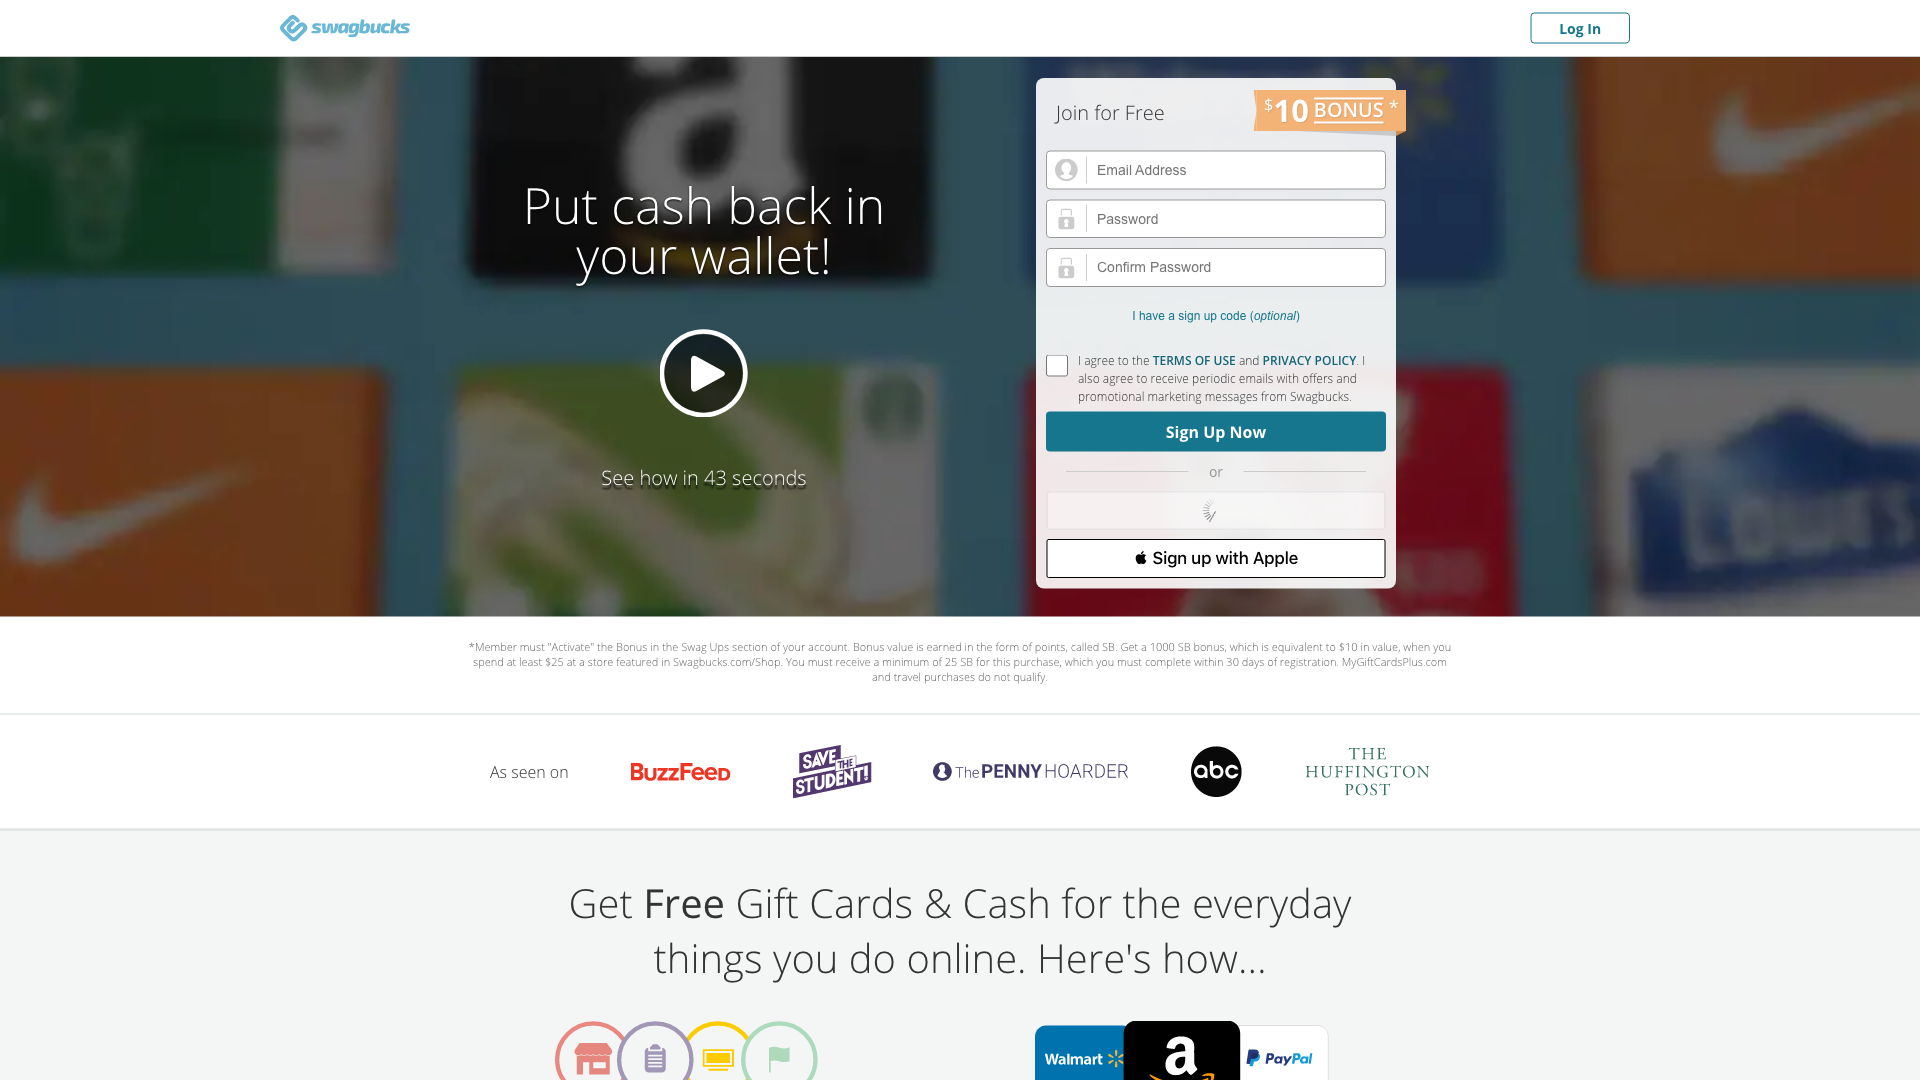 swagbucks
Log In
Put cash back in
your wallet!
See how in 43 seconds
Join for Free
$10 BONUS *
Email Address
Password
Confirm Password
I have a sign up code (optional)
I agree to the TERMS OF USE and PRIVACY POLICY. I
also agree to receive periodic emails with offers and
promotional marketing messages from Swagbucks.
Sign Up Now
or
Sign up with Apple
LOWE'S
*Member must "Activate" the Bonus in the Swag Ups section of your account. Bonus value is earned in the form of points, called SB. Get a 1000 SB bonus, which is equivalent to $10 in value, when you
spend at least $25 at a store featured in Swagbucks.com/Shop. You must receive a minimum of 25 SB for this purchase, which you must complete within 30 days of registration. MyGiftCardsPlus.com
and travel purchases do not qualify.
As seen on
BuzzFeed
SAVE
THE
STUDENT!
The PENNY HOARDER
abc
THE
HUFFINGTON
POST
Get Free Gift Cards & Cash for the everyday
things you do online. Here's how...
Walmart
a
PayPal